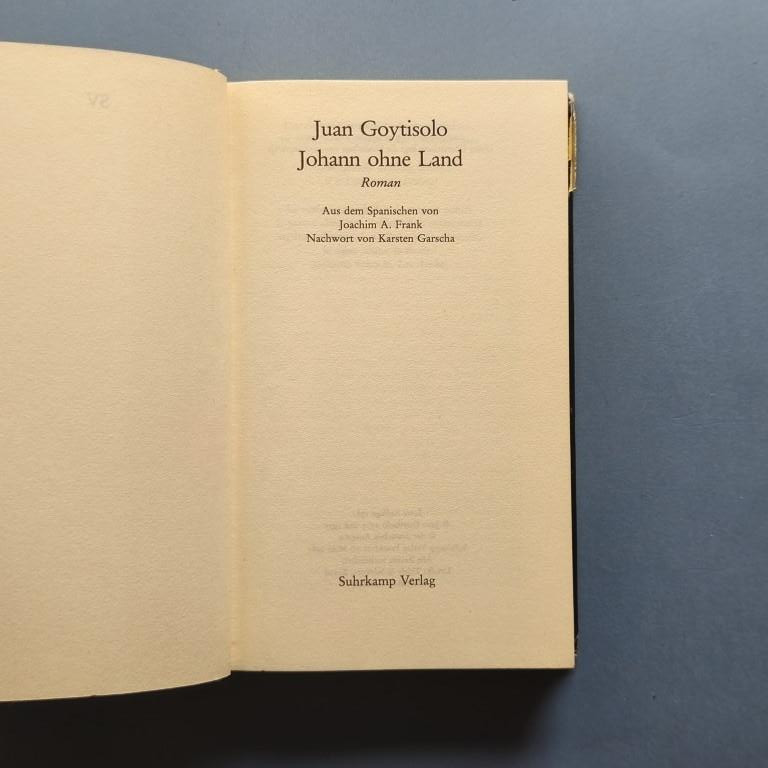 Juan Goytisolo
Johann ohne Land
Roman
Aus dem Spanischen von
Joachim A. Frank
Nachwort von Karsten Garscha
Suhrkamp Verlag